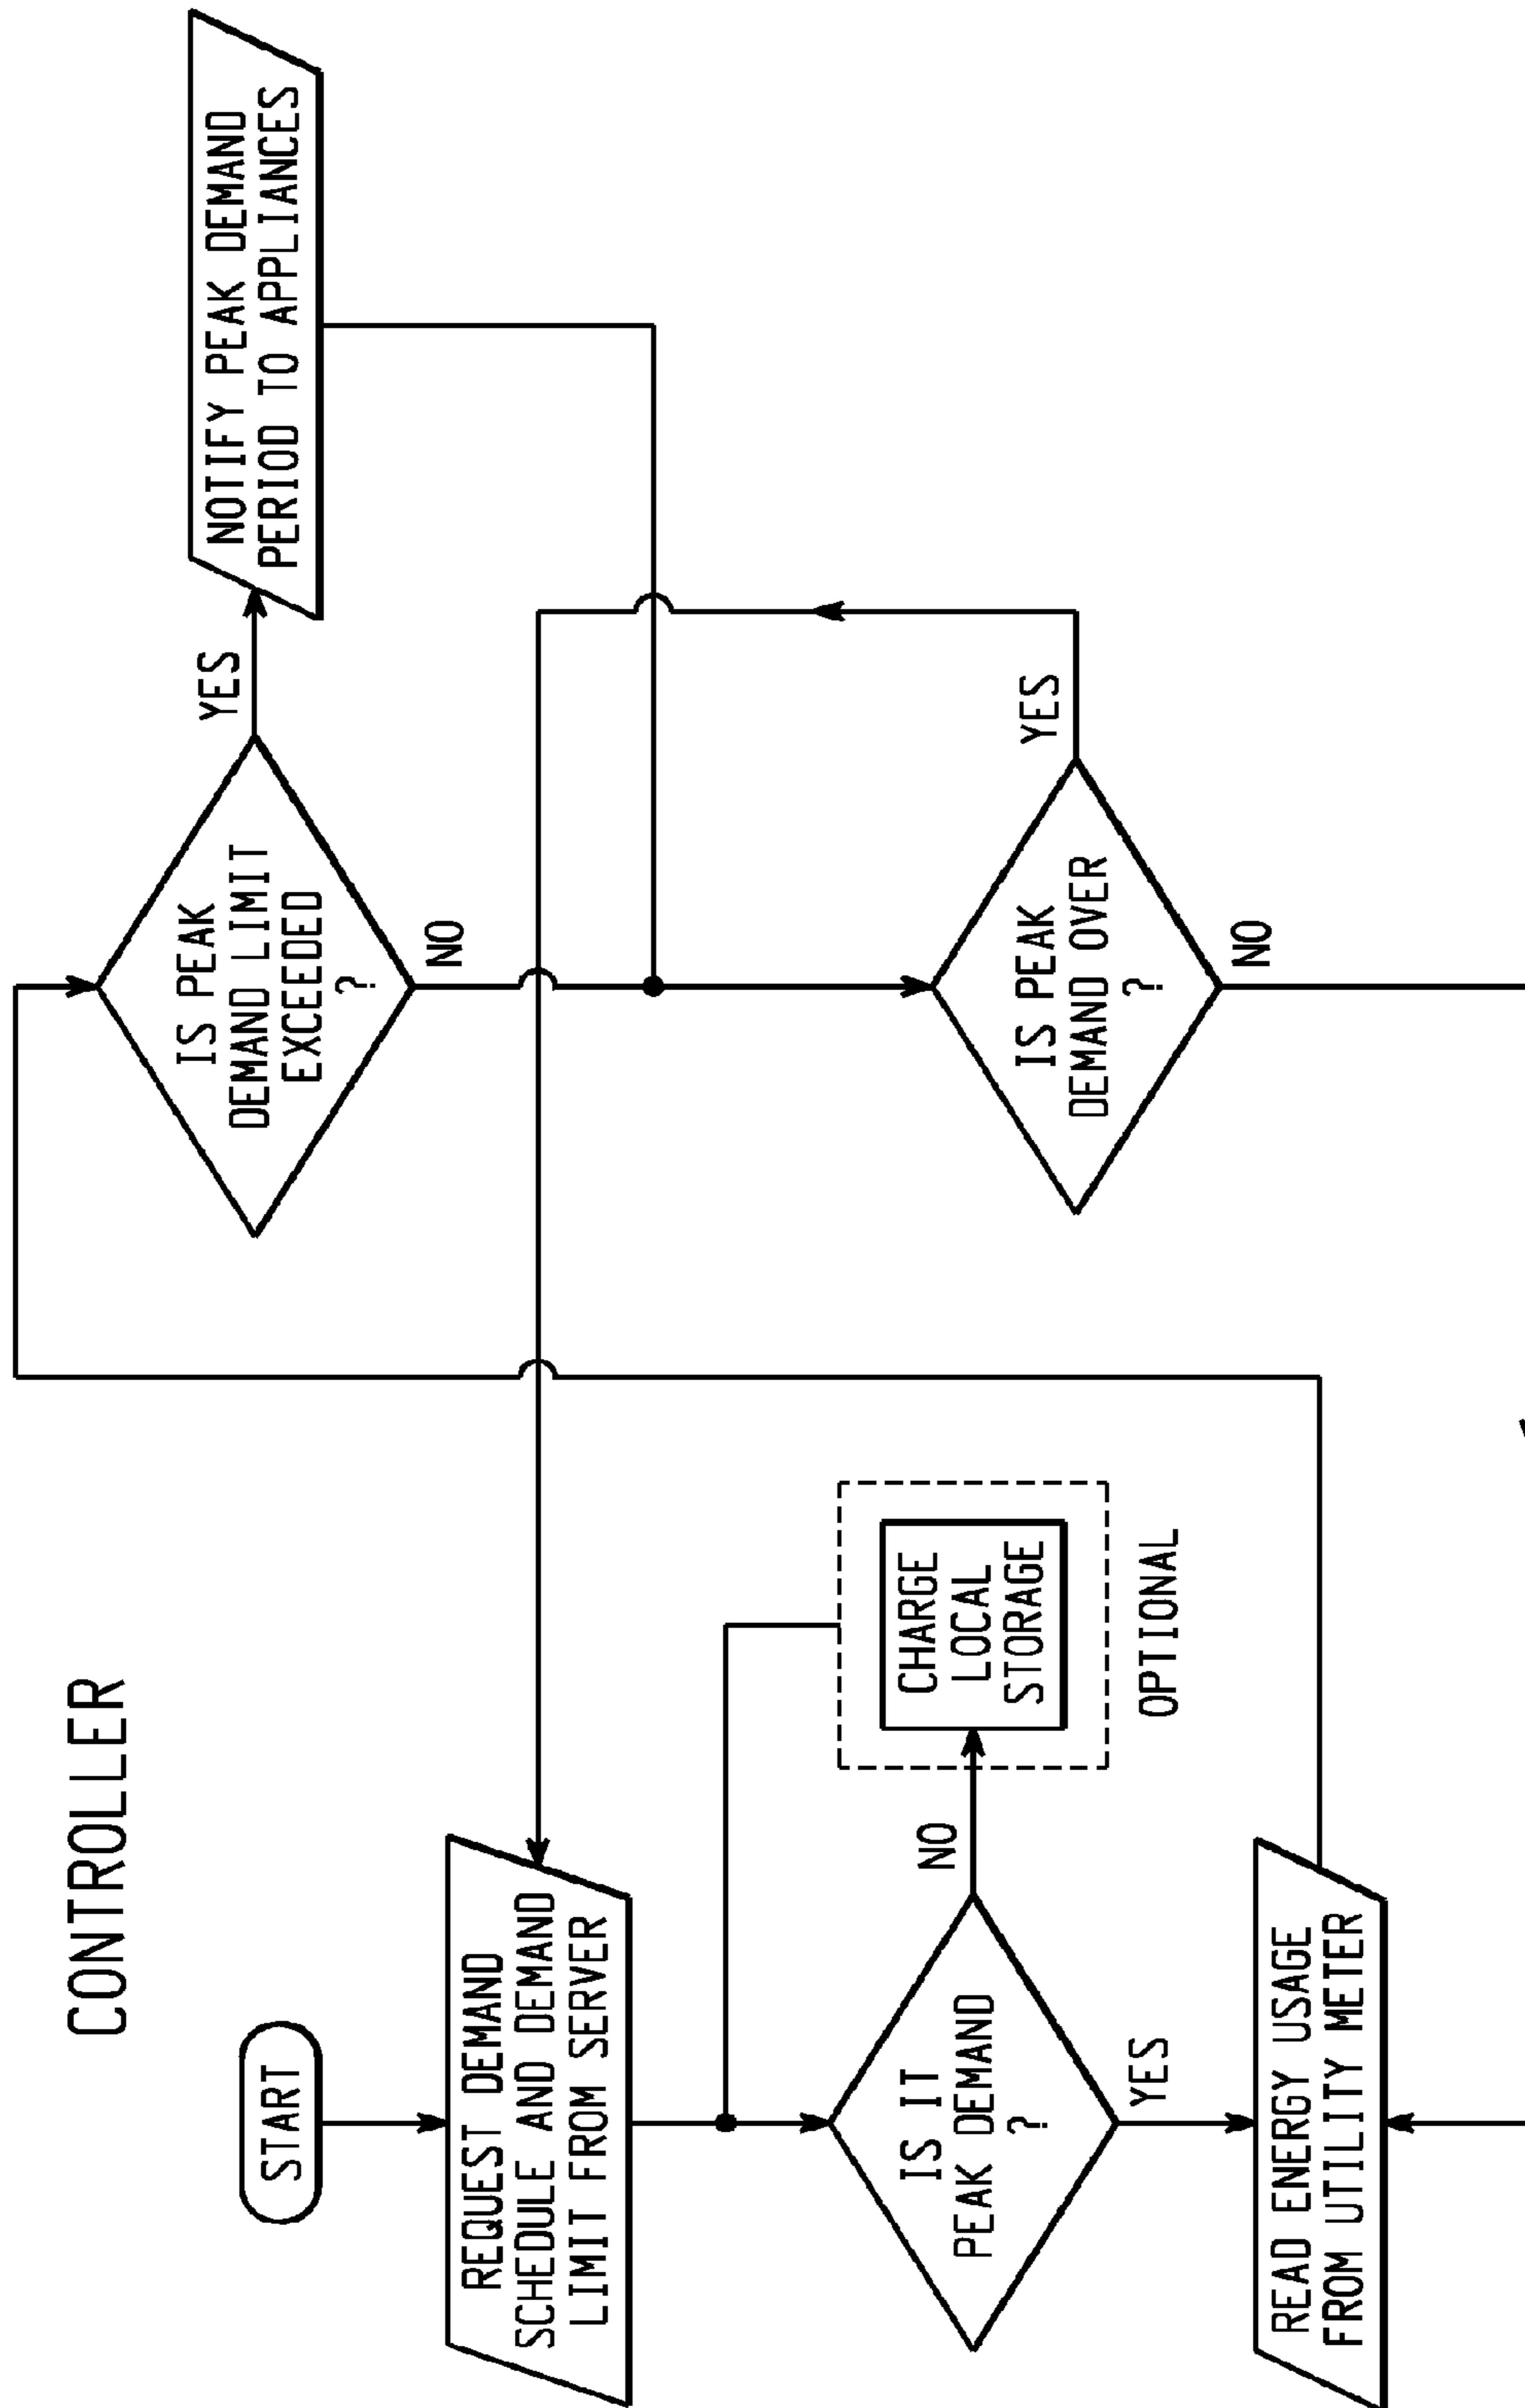 CONTROLLER
START
REQUEST DEMAND
SCHEDULE AND DEMAND
LIMIT FROM SERVER
IS IT
PEAK DEMAND
?
NO
CHARGE
LOCAL
STORAGE
OPTIONAL
YES
READ ENERGY USAGE
FROM UTILITY METER
IS PEAK
DEMAND LIMIT
EXCEEDED
?
YES
NOTIFY PEAK DEMAND
PERIOD TO APPLIANCES
NO
IS PEAK
DEMAND OVER
?
YES
NO